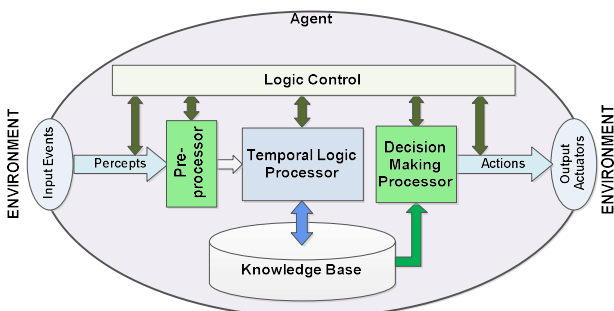 Agent
Logic Control
ENVIRONMENT
Input Events
Percepts
Pre-
processor
Temporal Logic
Processor
Decision
Making
Processor
Actions
Output
Actuators
ENVIRONMENT
Knowledge Base